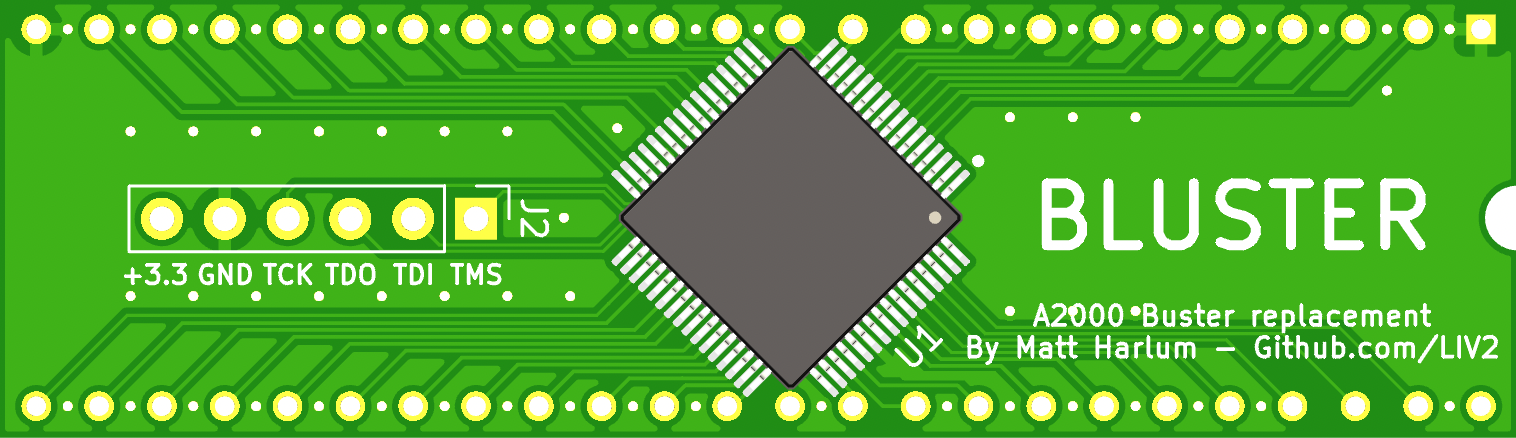 BLUSTER
J2
+3.3 GND TCK TDO TDI TMS
A2000 Buster replacement
By Matt Harlum - Github.com/LIV2
U1